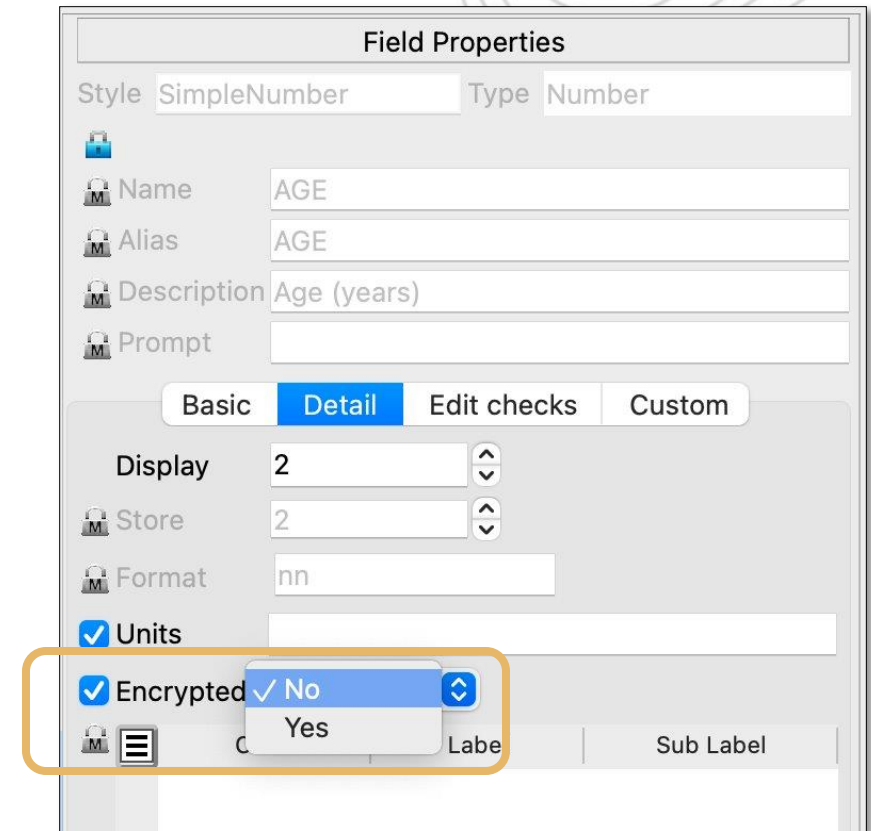 Field Properties
Style SimpleNumber Type Number
M Name AGE
M Alias AGE
M Description Age (years)
M Prompt
Basic Detail Edit checks Custom
Display 2
M Store 2
M Format nn
Units
Encrypted ✓ No
Yes
M C Labe Sub Label